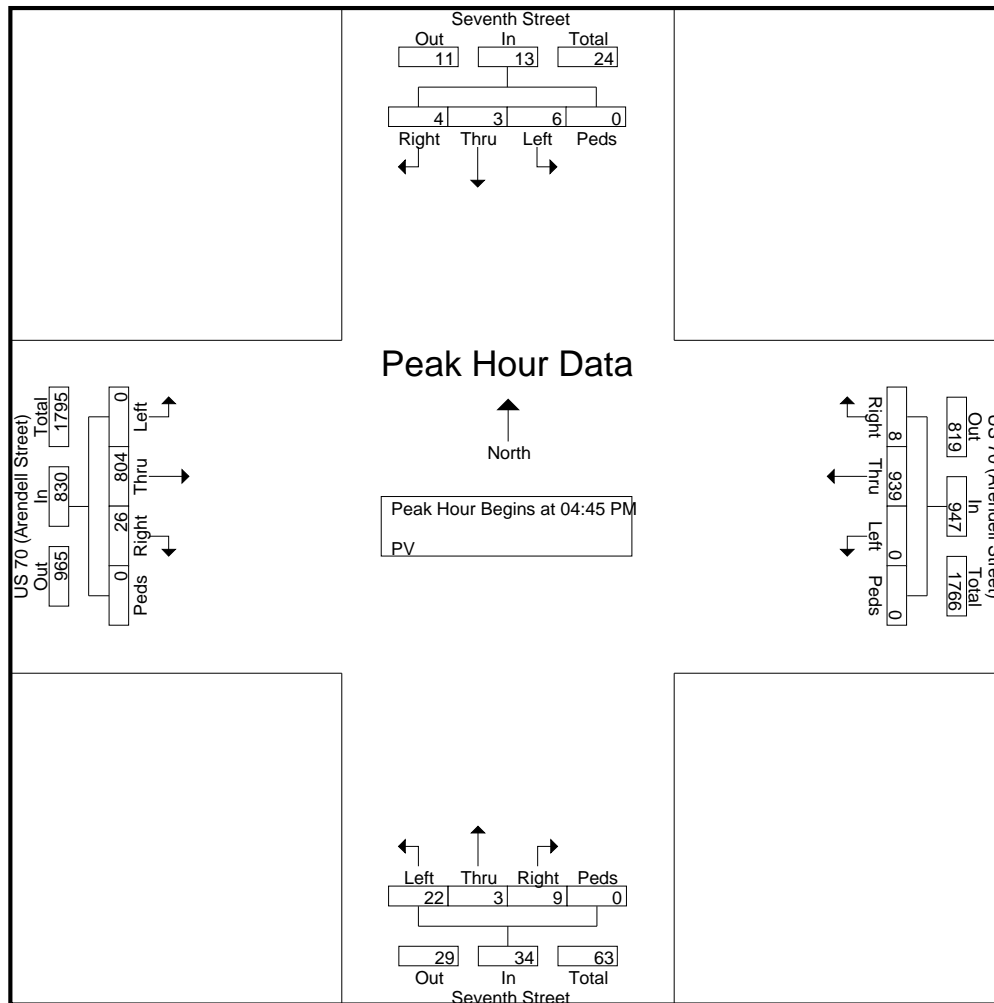 Seventh Street
Out In Total
11 13 24
4 3 6 0
Right Thru Left Peds
Peak Hour Data
North
Peak Hour Begins at 04:45 PM
PV
US 70 (Arendell Street)
Out In Total
965 830 1795
0 804 26 0
Left Thru Right Peds
US 70 (Arendell Street)
Out In Total
819 947 1766
8 939 0 0
Right Thru Left Peds
Left Thru Right Peds
22 3 9 0
29 34 63
Out In Total
Seventh Street